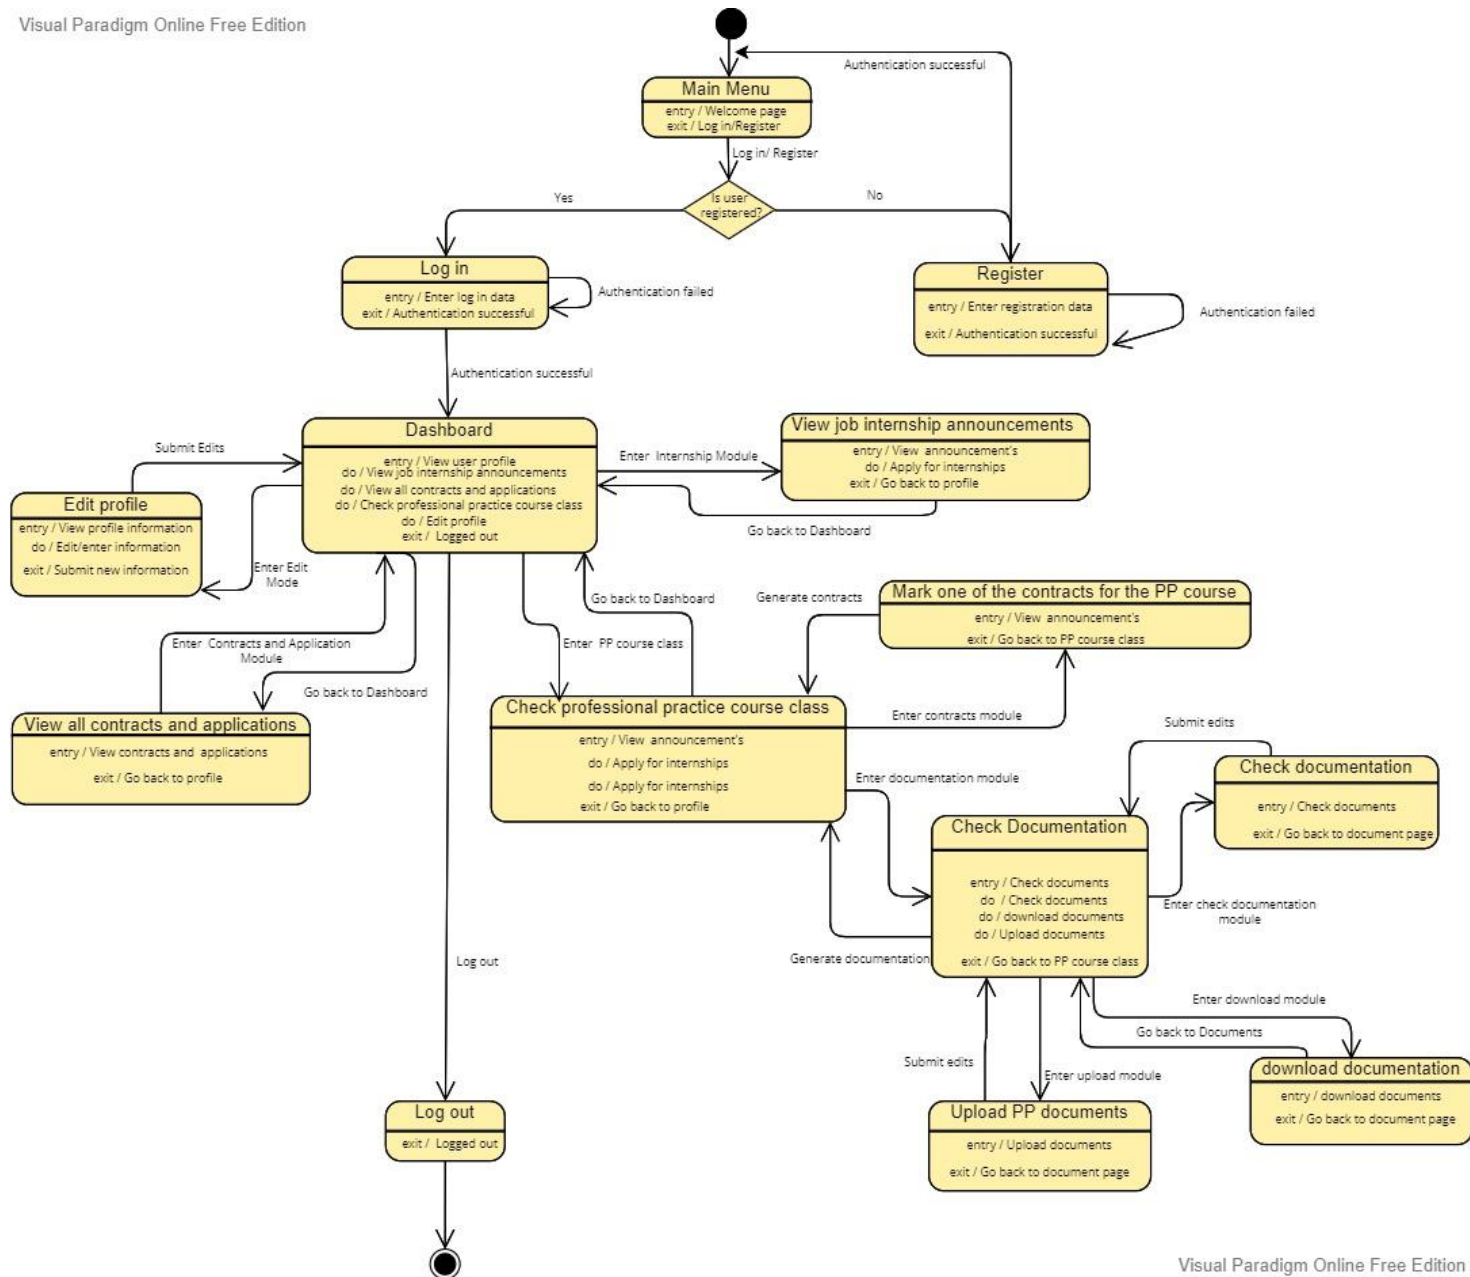 Visual Paradigm Online Free Edition
Authentication successful
Main Menu
entry / Welcome page
exit / Log in/Register
Log in/ Register
Is user
registered?
Yes
No
Log in
entry / Enter log in data
exit / Authentication successful
Authentication failed
Register
entry / Enter registration data
exit / Authentication successful
Authentication failed
Authentication successful
Dashboard
entry / View user profile
do / View job internship announcements
do / View all contracts and applications
do / Check professional practice course class
do / Edit profile
exit / Logged out
Enter Internship Module
View job internship announcements
entry / View announcement's
do / Apply for internships
exit / Go back to profile
Go back to Dashboard
Submit Edits
Edit profile
entry / View profile information
do / Edit/enter information
exit / Submit new information
Enter Edit
Mode
Enter Contracts and Application
Module
Go back to Dashboard
View all contracts and applications
entry / View contracts and applications
exit / Go back to profile
Go back to Dashboard
Enter PP course class
Generate contracts
Mark one of the contracts for the PP course
entry / View announcement's
exit / Go back to PP course class
Check professional practice course class
entry / View announcement's
do / Apply for internships
do / Apply for internships
exit / Go back to profile
Enter contracts module
Enter documentation module
Submit edits
Check documentation
entry / Check documents
exit / Go back to document page
Check Documentation
entry / Check documents
do / Check documents
do / download documents
do / Upload documents
exit / Go back to PP course class
Enter check documentation
module
Generate documentation
Log out
Enter download module
Go back to Documents
Submit edits
Enter upload module
download documentation
entry / download documents
exit / Go back to document page
Upload PP documents
entry / Upload documents
exit / Go back to document page
Log out
exit / Logged out
Visual Paradigm Online Free Edition